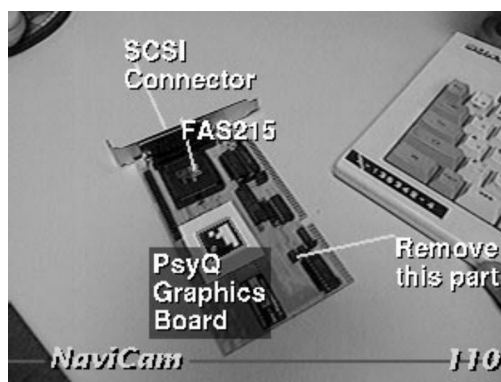 SCSI
Connector
FAS215
PsyQ
Graphics
Board
Remove
this part
NaviCam
110